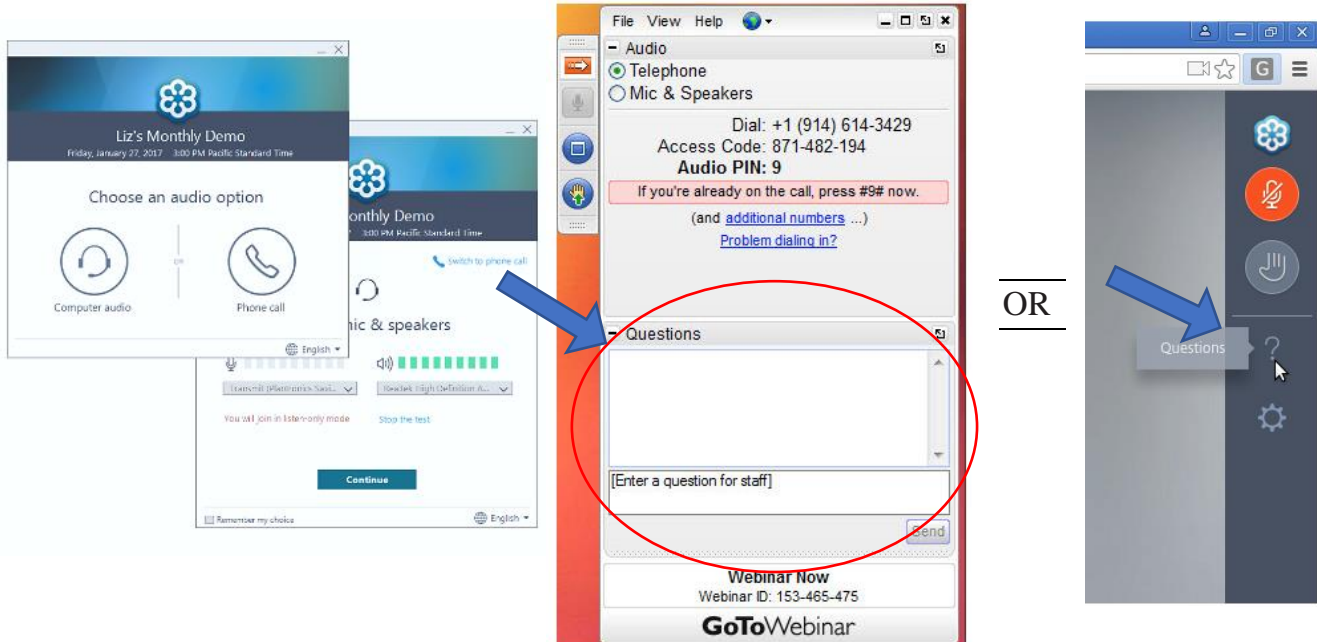 Liz's Monthly Demo
Friday, January 27, 2017 3:00 PM Pacific Standard Time
Choose an audio option
OR
Computer audio
Phone call
English
onthly Demo
3:00 PM Pacific Standard Time
Switch to phone call
ic & speakers
You will join in listen-only mode
Stop the test
Continue
Remember my choice
English
File View Help
Audio
Telephone
Mic & Speakers
Dial: +1 (914) 614-3429
Access Code: 871-482-194
Audio PIN: 9
If you're already on the call, press #9# now.
(and additional numbers ...)
Problem dialing in?
Questions
[Enter a question for staff]
Send
Webinar Now
Webinar ID: 153-465-475
GoToWebinar
OR
G
Questions
?